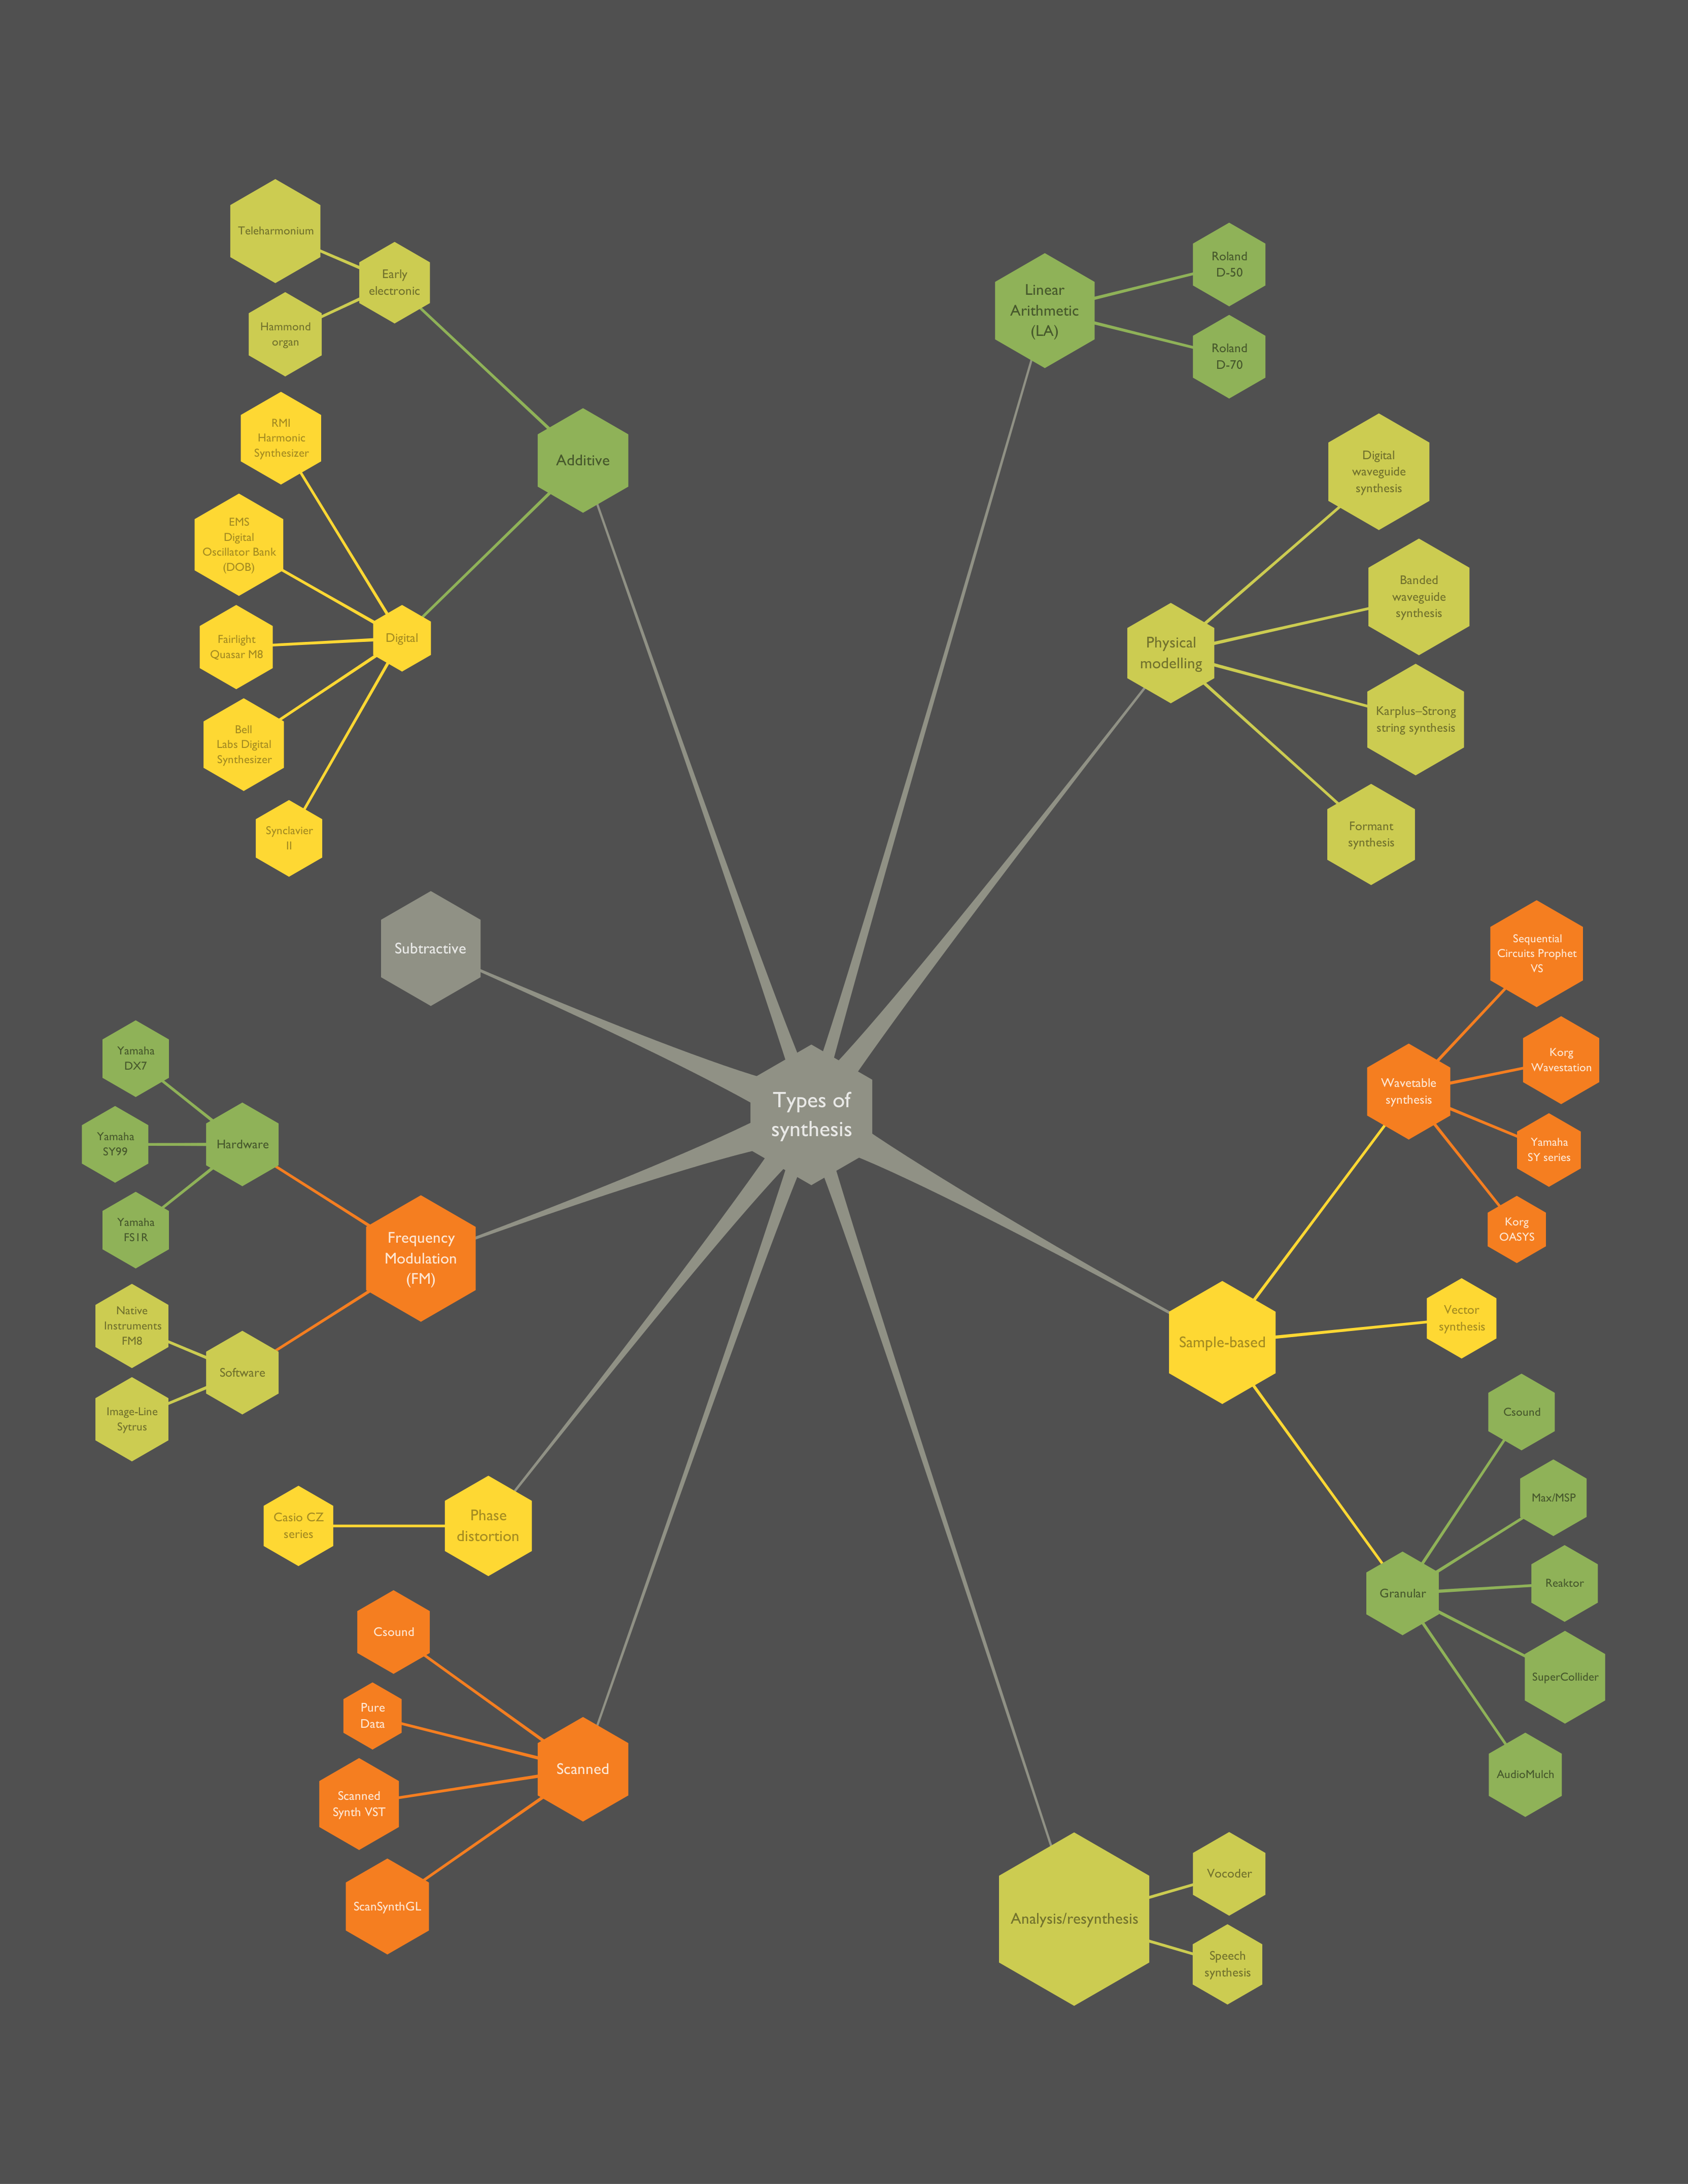 Types of
synthesis
Linear
Arithmetic
(LA)
Roland
D-50
Roland
D-70
Physical
modelling
Digital
waveguide
synthesis
Banded
waveguide
synthesis
Karplus–Strong
string synthesis
Formant
synthesis
Sample-based
Wavetable
synthesis
Sequential
Circuits Prophet
VS
Korg
Wavestation
Yamaha
SY series
Korg
OASYS
Vector
synthesis
Granular
Csound
Max/MSP
Reaktor
SuperCollider
AudioMulch
Analysis/resynthesis
Vocoder
Speech
synthesis
Scanned
Csound
Pure
Data
Scanned
Synth VST
ScanSynthGL
Phase
distortion
Casio CZ
series
Frequency
Modulation
(FM)
Hardware
Yamaha
DX7
Yamaha
SY99
Yamaha
FS1R
Software
Native
Instruments
FM8
Image-Line
Sytrus
Subtractive
Additive
Early
electronic
Teleharmonium
Hammond
organ
Digital
RMI
Harmonic
Synthesizer
EMS
Digital
Oscillator Bank
(DOB)
Fairlight
Quasar M8
Bell
Labs Digital
Synthesizer
Synclavier
II